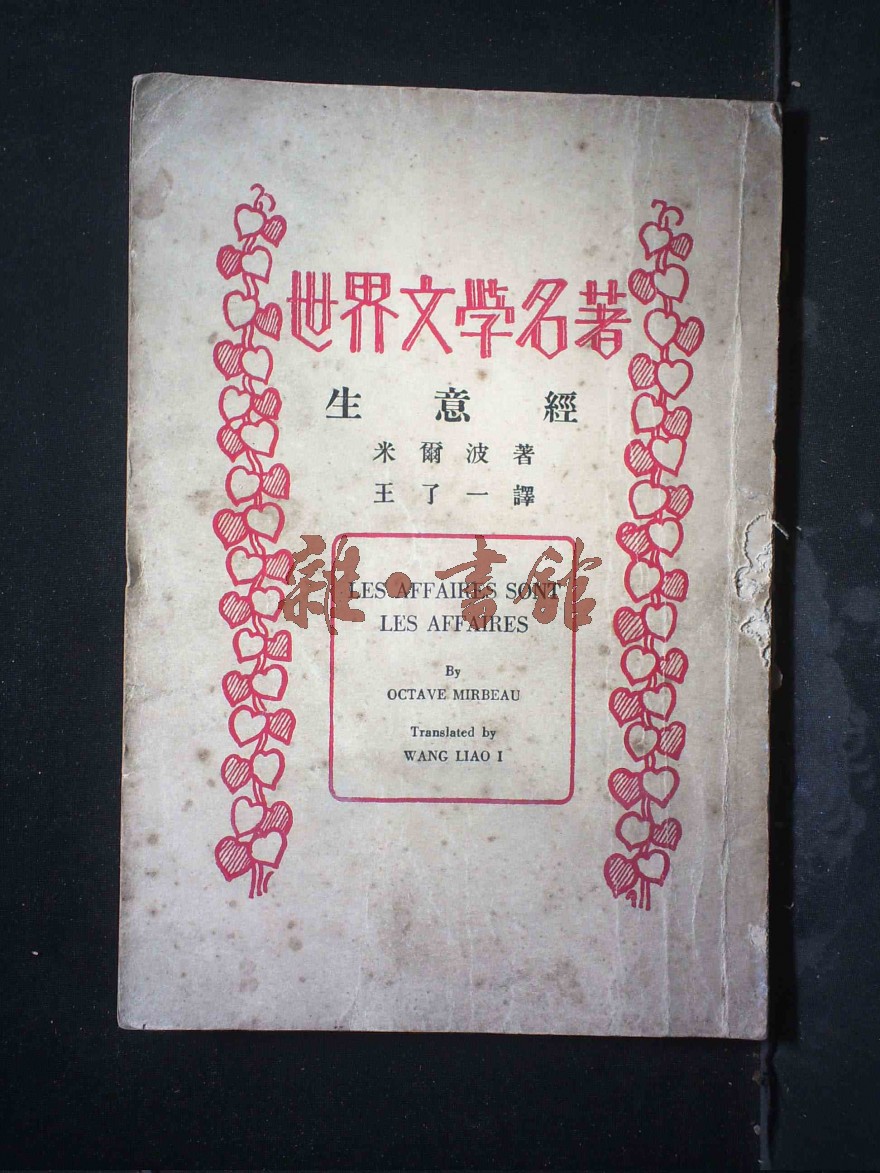 世界文學名著
生意經
米爾波著
王了一譯
雜·書館
LES AFFAIRES SONT
LES AFFAIRES
By
OCTAVE MIRBEAU
Translated by
WANG LIAO I